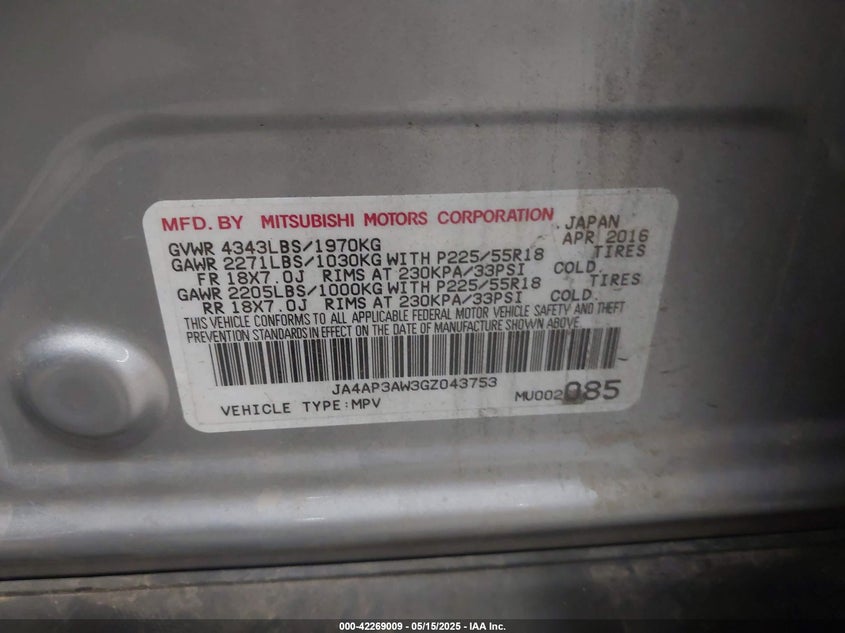 MFD. BY MITSUBISHI MOTORS CORPORATION JAPAN
GVWR 4343LBS/1970KG APR 2016
GAWR 2271LBS/1030KG WITH P225/55R18 TIRES
FR 18X7.0J RIMS AT 230KPA/33PSI COLD.
GAWR 2205LBS/1000KG WITH P225/55R18 TIRES
RR 18X7.0J RIMS AT 230KPA/33PSI COLD.
THIS VEHICLE CONFORMS TO ALL APPLICABLE FEDERAL MOTOR VEHICLE SAFETY AND THEFT
PREVENTION STANDARDS IN EFFECT ON THE DATE OF MANUFACTURE SHOWN ABOVE.
JA4AP3AW3GZ043753
VEHICLE TYPE:MPV MU002085
000-42269009 - 05/15/2025 - IAA Inc.